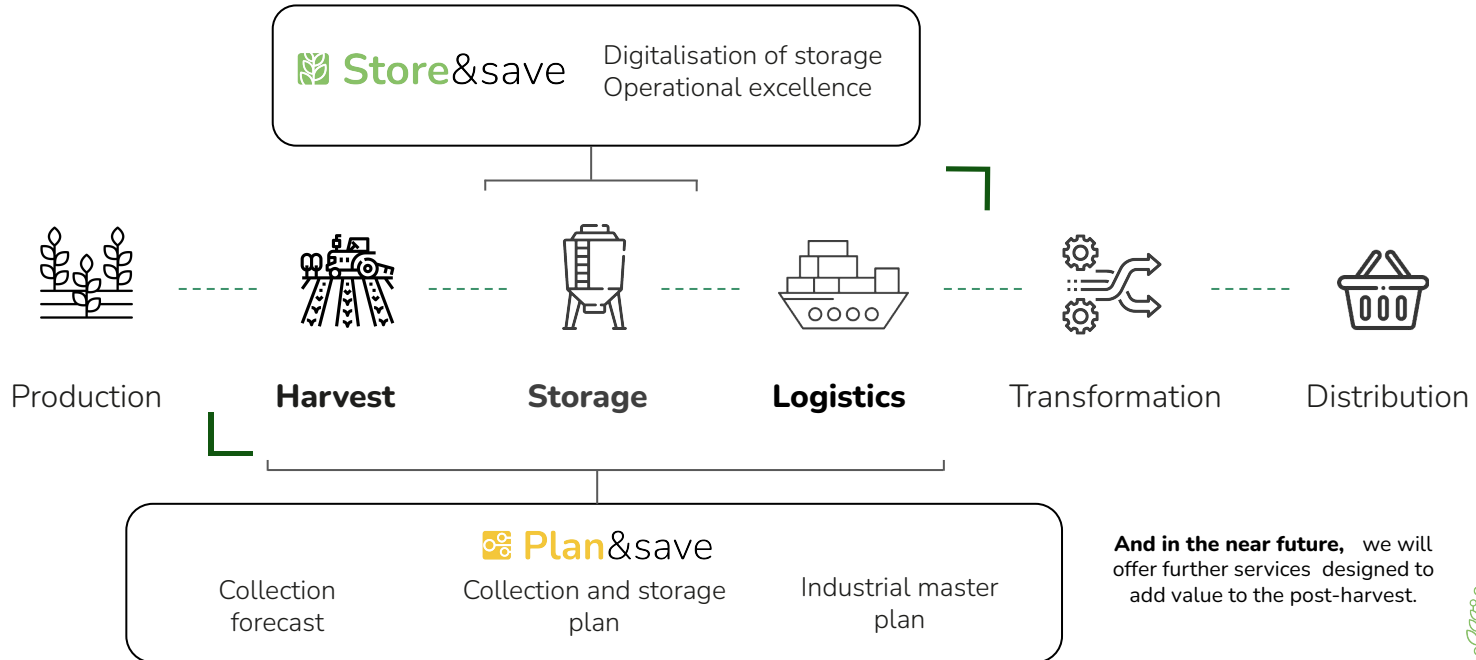 Store&save
Digitalisation of storage
Operational excellence
Production
Harvest
Storage
Logistics
Transformation
Distribution
Plan&save
Collection
forecast
Collection and storage
plan
Industrial master
plan
And in the near future, we will
offer further services designed to
add value to the post-harvest.